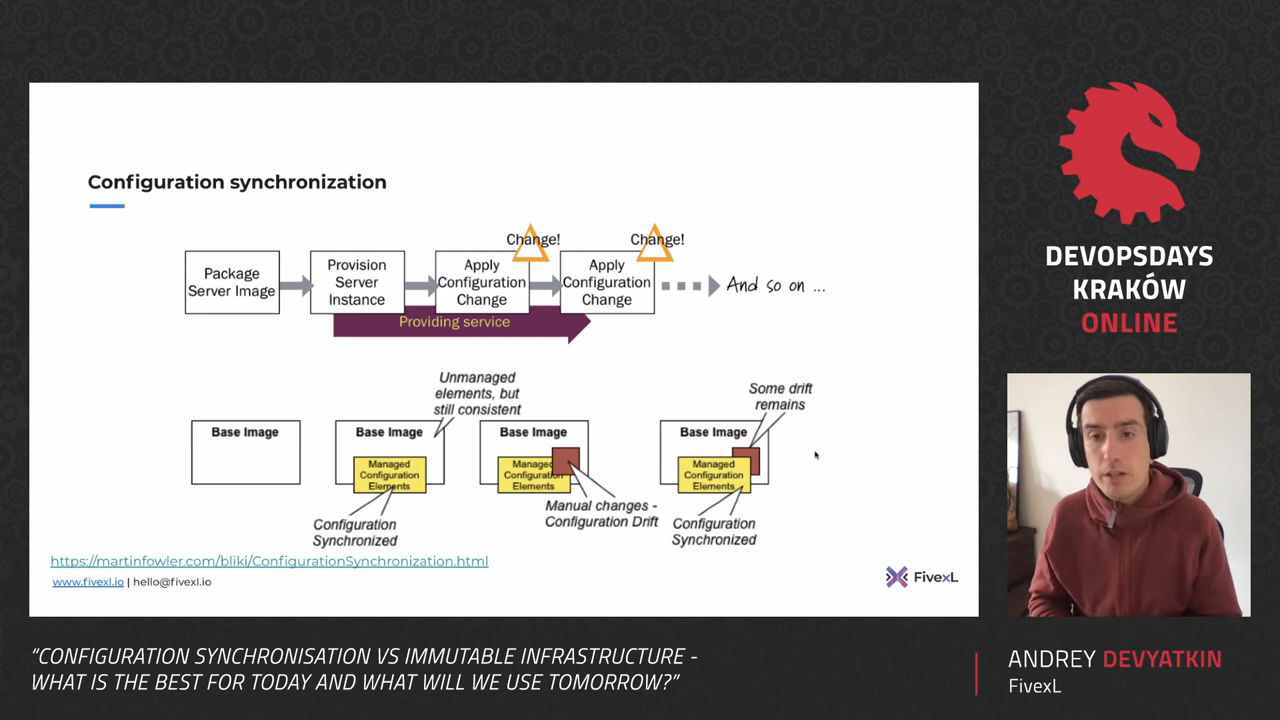 Configuration synchronization
Change!
Change!
Package
Server Image
Provision
Server
Instance
Apply
Configuration
Change
Apply
Configuration
Change
And so on ...
Providing service
Unmanaged
elements, but
still consistent
Some drift
remains
Base Image
Base Image
Managed
Configuration
Elements
Base Image
Managed
Configuration
Elements
Base Image
Managed
Configuration
Elements
Configuration
Synchronized
Manual changes -
Configuration Drift
Configuration
Synchronized
https://martinfowler.com/bliki/ConfigurationSynchronization.html
www.fivexl.io | hello@fivexl.io
FivexL
DEVOPSDAYS
KRAKÓW
ONLINE
"CONFIGURATION SYNCHRONISATION VS IMMUTABLE INFRASTRUCTURE -
WHAT IS THE BEST FOR TODAY AND WHAT WILL WE USE TOMORROW?"
ANDREY DEVYATKIN
FivexL